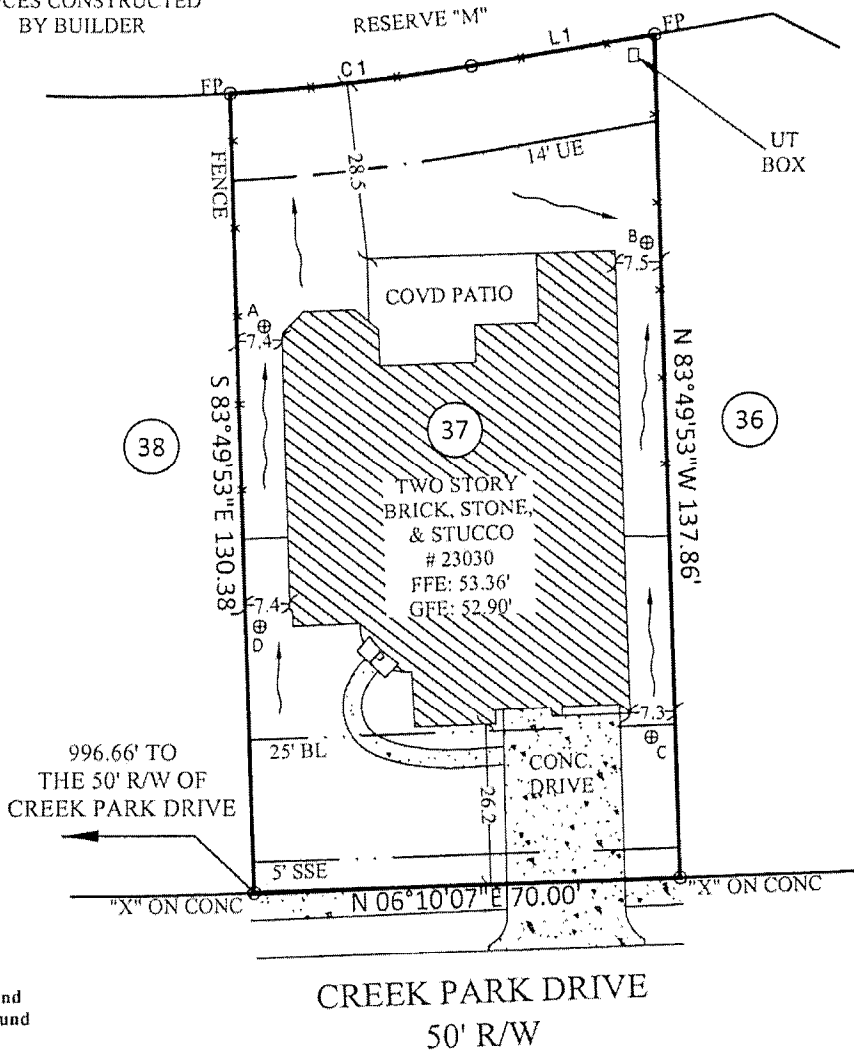 CES CONSTRUCTED
BY BUILDER
RESERVE "M"
FP
C1
L1
FP
UT
BOX
FENCE
28.5
14' UE
B
7.5
COVD PATIO
A
7.4
S 83°49'53"E 130.38'
N 83°49'53"W 137.86'
38
37
36
TWO STORY
BRICK, STONE,
& STUCCO
# 23030
FFE: 53.36'
GFE: 52.90'
7.4
D
P
7.3
C
996.66' TO
THE 50' R/W OF
CREEK PARK DRIVE
25' BL
CONC.
DRIVE
26.2
5' SSE
"X" ON CONC
N 06°10'07"E 70.00'
"X" ON CONC
nd
und
CREEK PARK DRIVE
50' R/W